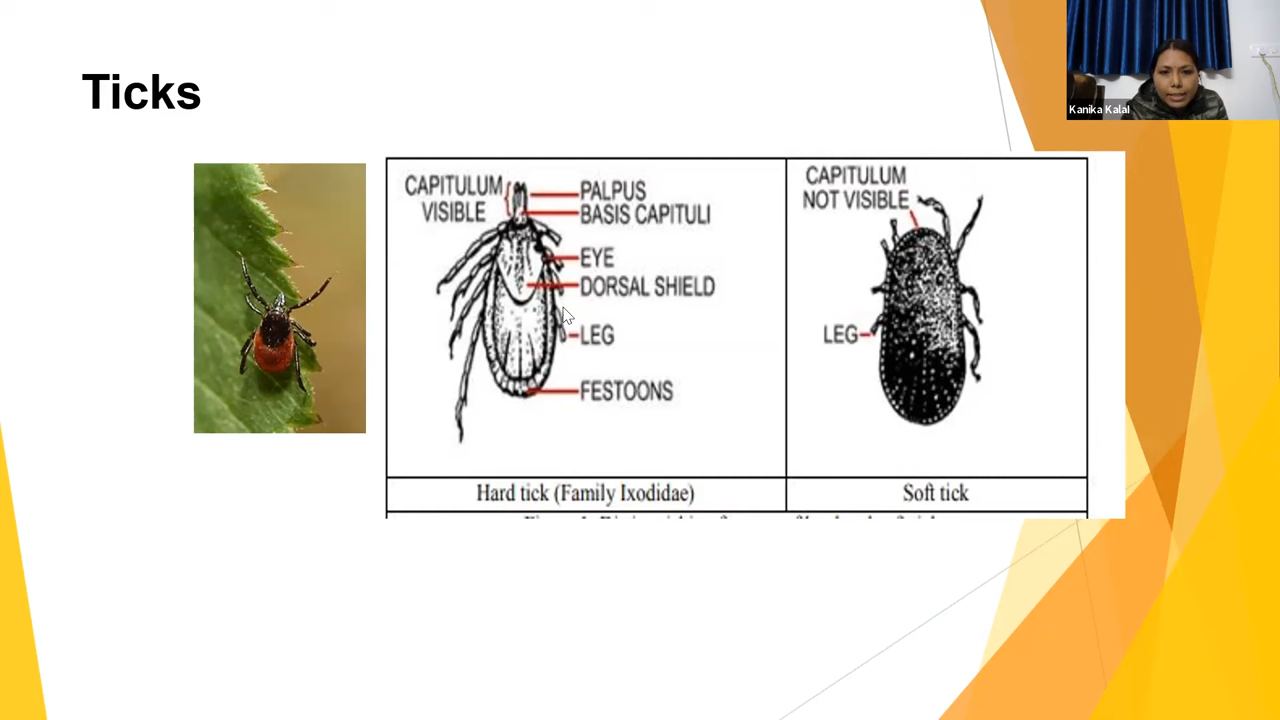 Ticks
Kanika Kalal
CAPITULUM
VISIBLE
PALPUS
BASIS CAPITULI
EYE
DORSAL SHIELD
LEG
FESTOONS
CAPITULUM
NOT VISIBLE
LEG
Hard tick (Family Ixodidae)
Soft tick